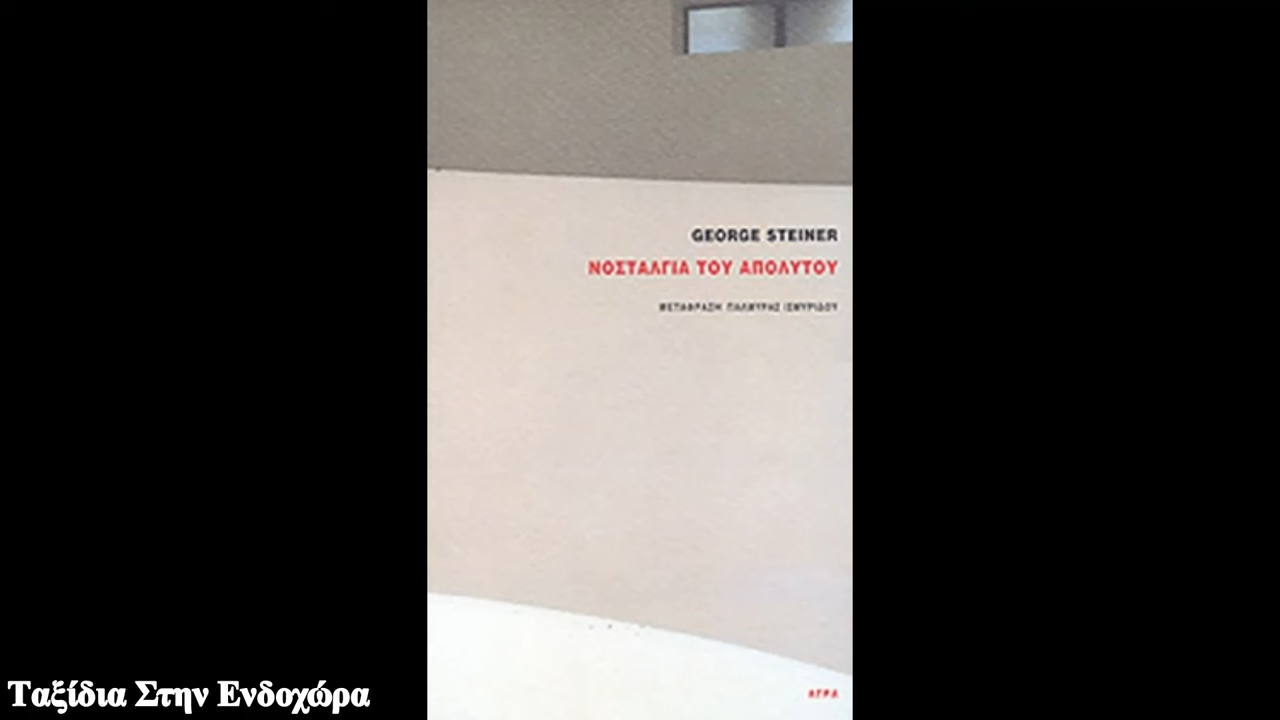 GEORGE STEINER
ΝΟΣΤΑΛΓΙΑ ΤΟΥ ΑΠΟΛΥΤΟΥ
ΜΕΤΑΦΡΑΣΗ ΠΑΛΜΥΡΑΣ ΙΣΜΥΡΙΔΟΥ
ΑΓΡΑ
Ταξίδια Στην Ενδοχώρα